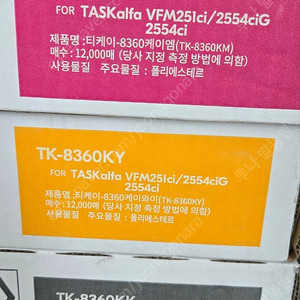 FOR TASKalfa VFM251ci/2554ciG
2554ci
제품명 : 티케이-8360케이엠(TK-8360KM)
매수 : 12,000매 (당사 지정 측정 방법에 의함)
사용물질 주요물질 : 폴리에스테르
TK-8360KY
FOR TASKalfa VFM251ci/2554ciG
2554ci
제품명 : 티케이-8360케이와이(TK-8360KY)
매수 : 12,000매 (당사 지정 측정 방법에 의함)
사용물질 주요물질 : 폴리에스테르